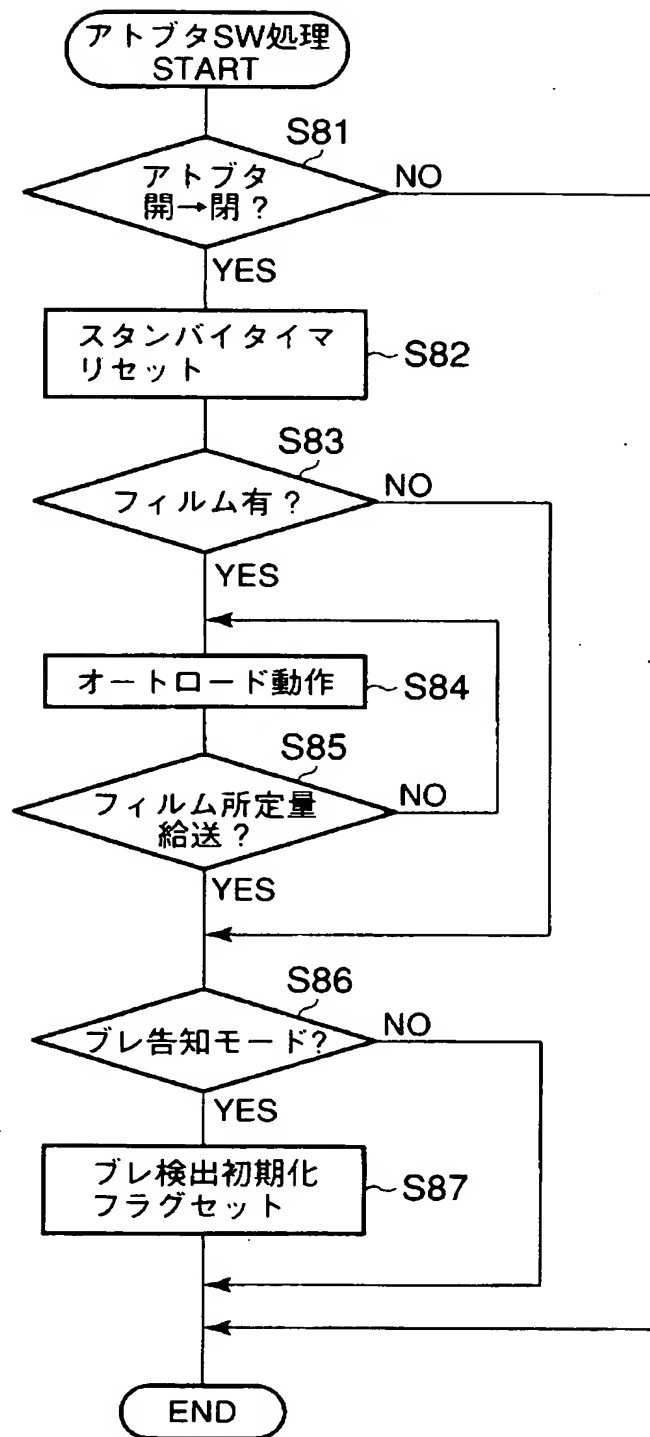 アトブタSW処理
START
S81
アトブタ
開→閉？
NO
YES
スタンバイタイマ
リセット
S82
S83
フィルム有？
NO
YES
オートロード動作
S84
S85
フィルム所定量
給送？
NO
YES
S86
ブレ告知モード?
NO
YES
ブレ検出初期化
フラグセット
S87
END